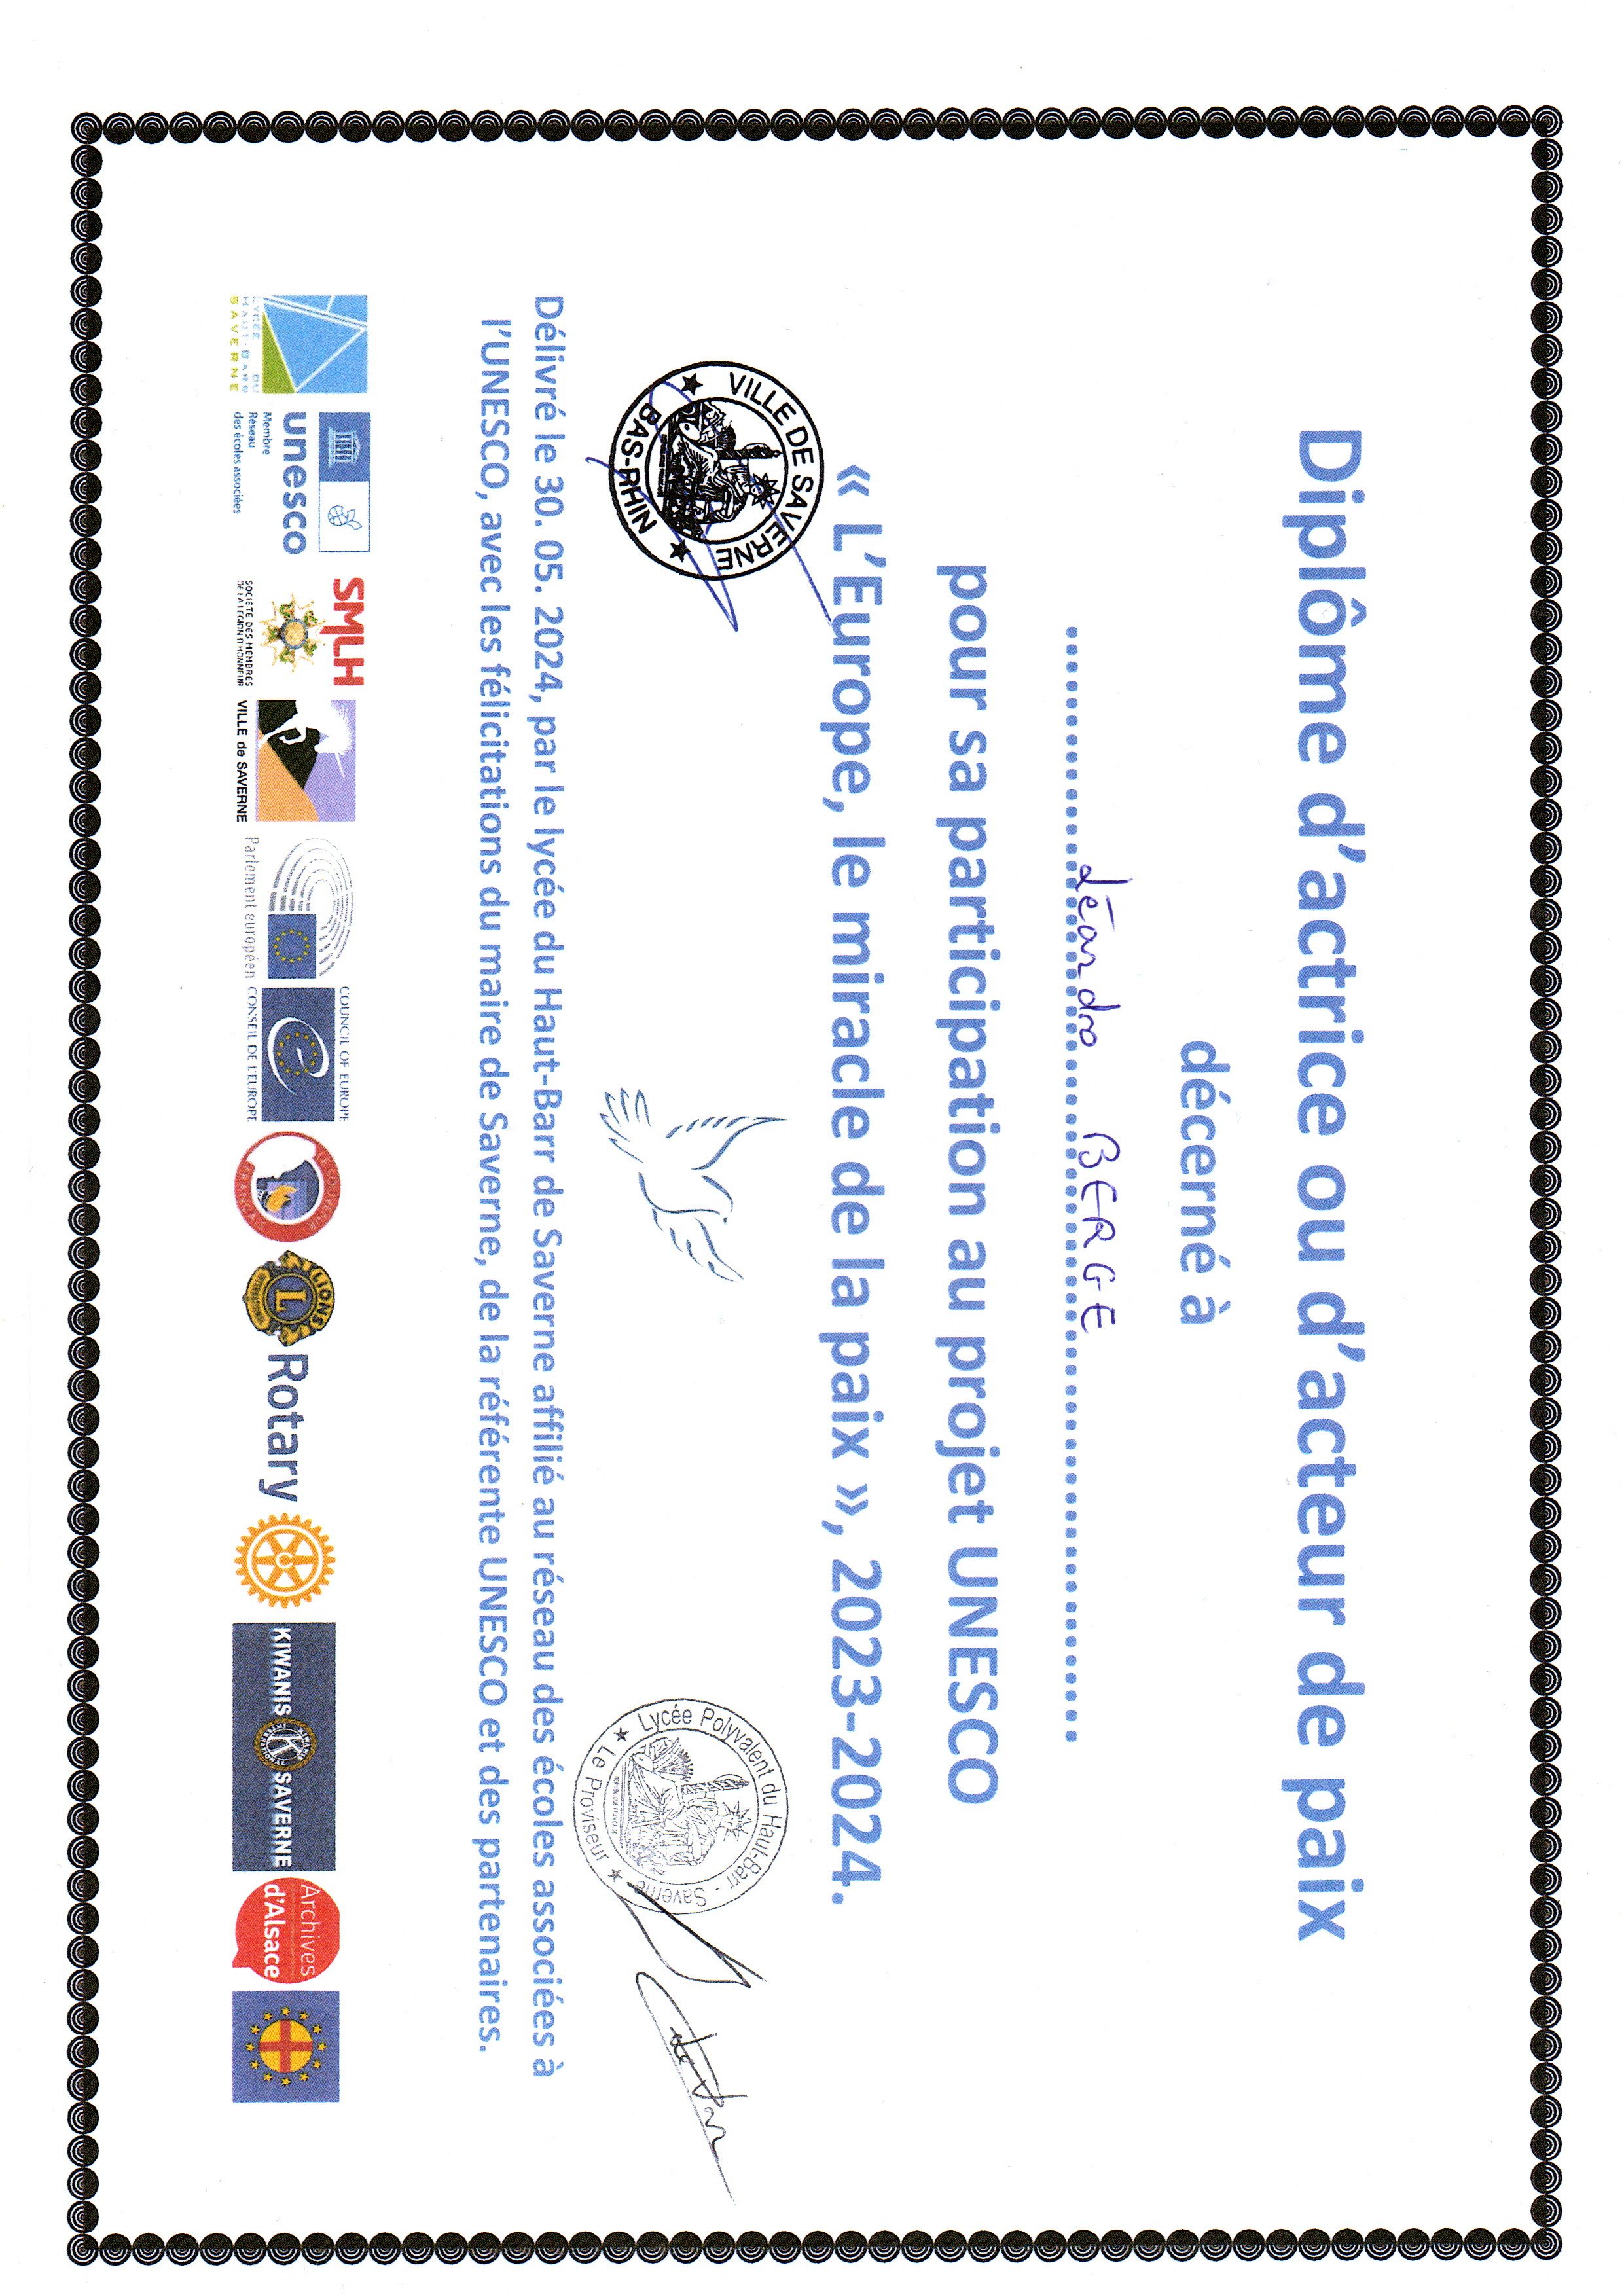 Diplôme d'actrice ou d'acteur de paix
décerné à
Léandro BERGE
pour sa participation au projet UNESCO
« L'Europe, le miracle de la paix », 2023-2024.
VILLE DE SAVERNE
BAS-RHIN
Lycée Polyvalent du Haut-Barr - Saverne
Le Proviseur
Délivré le 30. 05. 2024, par le lycée du Haut-Barr de Saverne affilié au réseau des écoles associées à
l'UNESCO, avec les félicitations du maire de Saverne, de la référente UNESCO et des partenaires.
LYCÉE DU
HAUT-BARR
SAVERNE
unesco
Membre
Réseau
des écoles associées
SMLH
SOCIÉTÉ DES MEMBRES
DE LA LÉGION D'HONNEUR
VILLE de SAVERNE
Parlement européen
COUNCIL OF EUROPE
CONSEIL DE L'EUROPE
LE SOUVENIR
FRANÇAIS
LIONS
L
INTERNATIONAL
Rotary
KIWANIS SAVERNE
K
Archives
d'Alsace